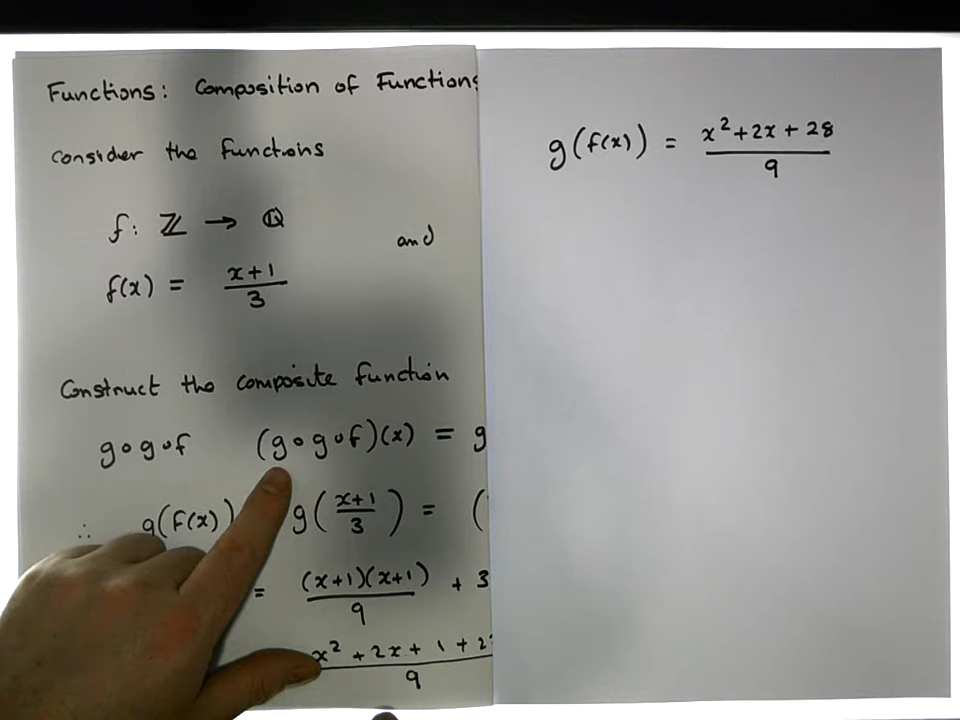 Functions: Composition of Functions
consider the functions
f: ℤ → ℚ
and
f(x) = x+1/3
Construct the composite function
g∘g∘f (g∘g∘f)(x) = g
∴ g(f(x)) g(x+1/3) = (
= (x+1)(x+1)/9 + 3
x² + 2x + 1 + 2/9
g(f(x)) = x²+2x+28/9